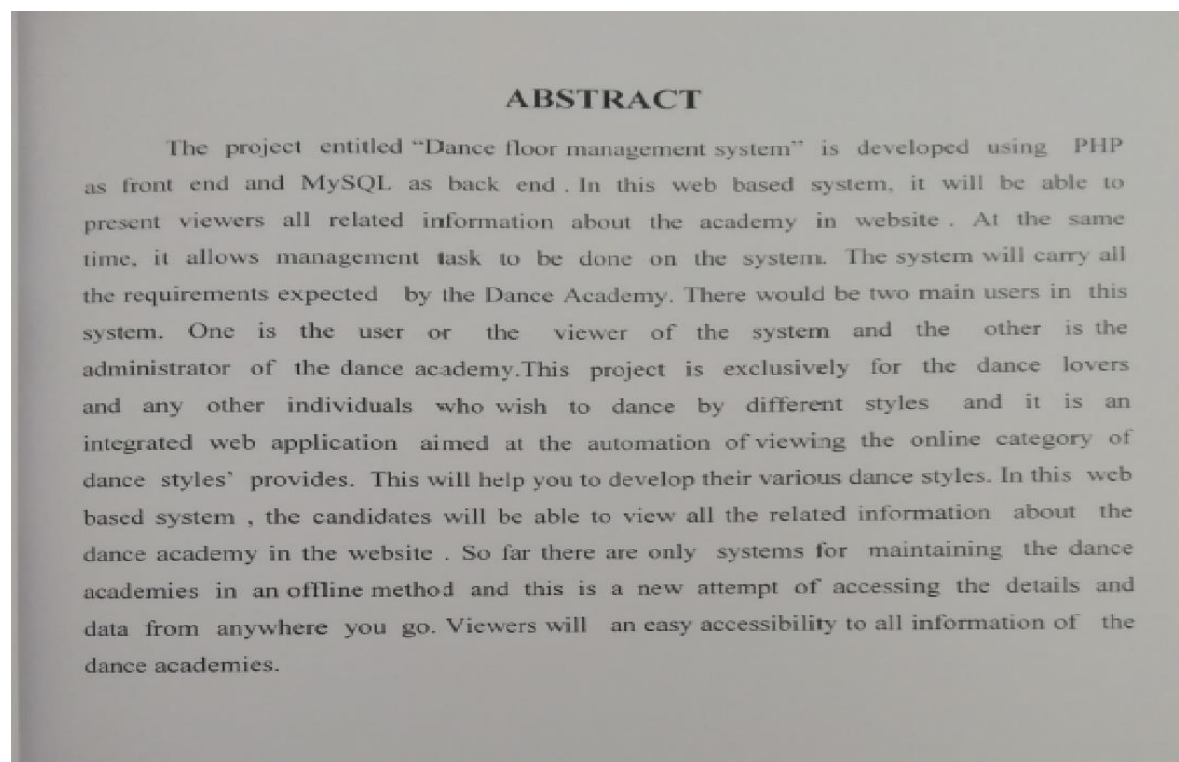 ABSTRACT
The project entitled “Dance floor management system” is developed using PHP
as front end and MySQL as back end . In this web based system, it will be able to
present viewers all related information about the academy in website . At the same
time, it allows management task to be done on the system. The system will carry all
the requirements expected by the Dance Academy. There would be two main users in this
system. One is the user or the viewer of the system and the other is the
administrator of the dance academy.This project is exclusively for the dance lovers
and any other individuals who wish to dance by different styles and it is an
integrated web application aimed at the automation of viewing the online category of
dance styles’ provides. This will help you to develop their various dance styles. In this web
based system , the candidates will be able to view all the related information about the
dance academy in the website . So far there are only systems for maintaining the dance
academies in an offline method and this is a new attempt of accessing the details and
data from anywhere you go. Viewers will an easy accessibility to all information of the
dance academies.